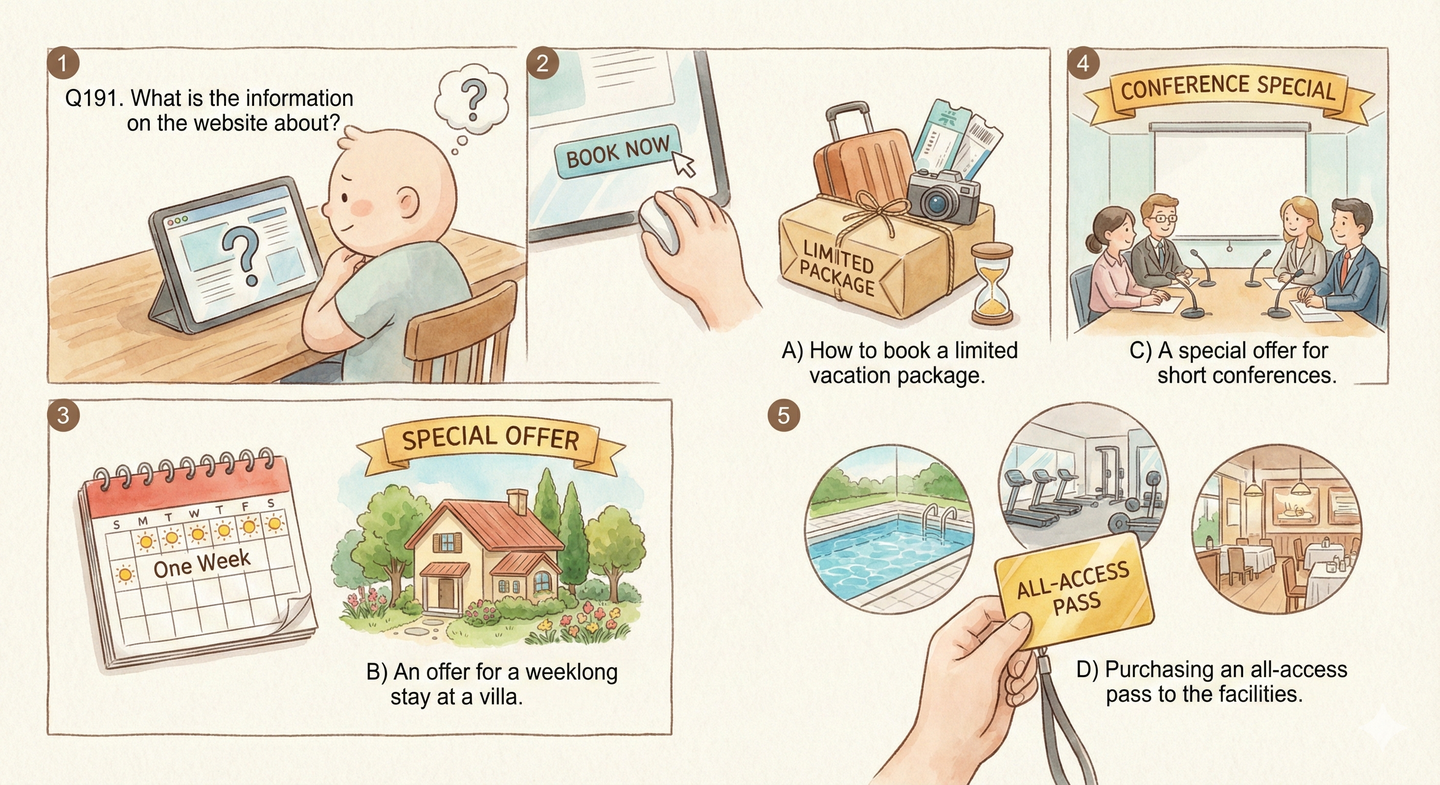 1
Q191. What is the information
on the website about?
?
?
2
BOOK NOW
LIMITED
PACKAGE
A) How to book a limited
vacation package.
4
CONFERENCE SPECIAL
C) A special offer for
short conferences.
3
S M T W T F S
One Week
SPECIAL OFFER
B) An offer for a weeklong
stay at a villa.
5
ALL-ACCESS
PASS
D) Purchasing an all-access
pass to the facilities.